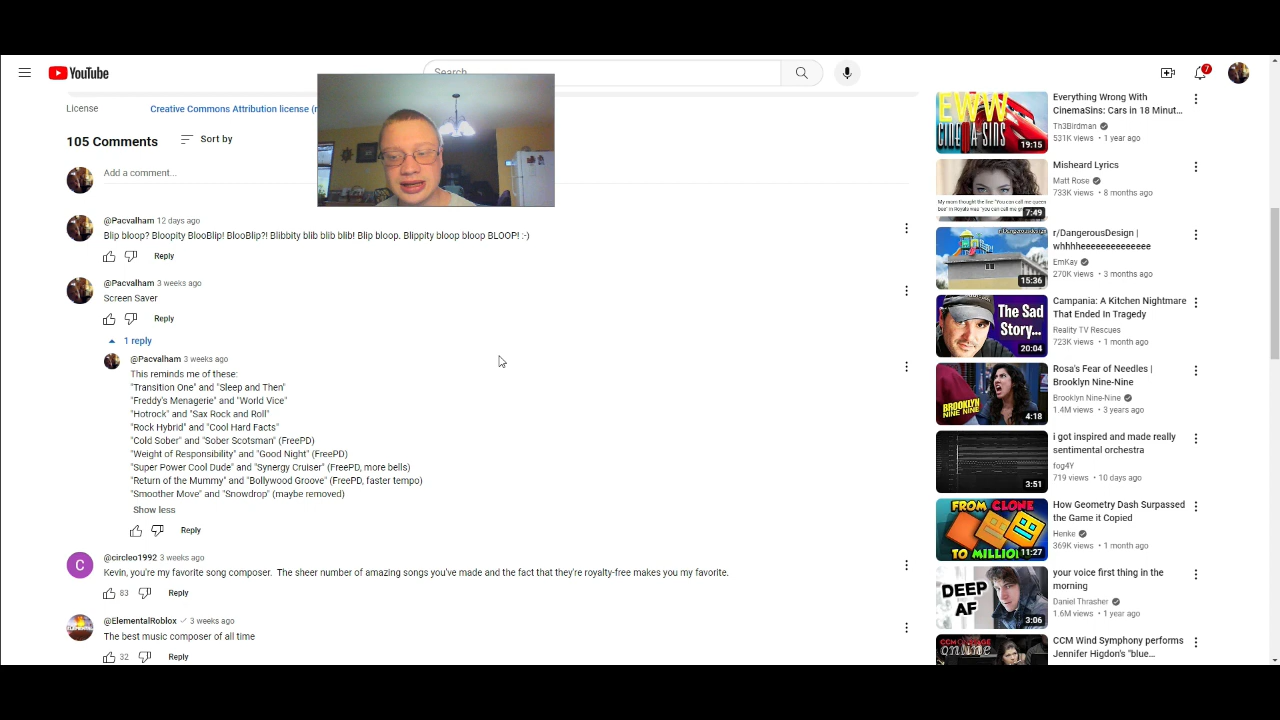 YouTube
Search
7
License
Creative Commons Attribution license (r
105 Comments
Sort by
Add a comment...
@Pacvalham 12 days ago
Blip bloop? Bloopity BlooBlip! BlooBlip? Blibbity blib blib blib! Blip bloop. Blippity bloop bloop BLOOP! :-)
Reply
@Pacvalham 3 weeks ago
Screen Saver
Reply
1 reply
@Pacvalham 3 weeks ago
This reminds me of these:
"Transition One" and "Sleep and Then"
"Freddy's Menagerie" and "World Vice"
"Hotrock" and "Sax Rock and Roll"
"Rock Hybrid" and "Cool Hard Facts"
"Cold Sober" and "Sober Scotsman" (FreePD)
"Weight of Responsibility" and "Good Night" (FreePD)
"Super Power Cool Dude" and "Synergy Cruiser" (FreePD, more bells)
"Return of the Mummy" and "Bollywood Groove" (FreePD, faster tempo)
"Smoother Move" and "Snowdrop" (maybe removed)
Show less
Reply
@circleo1992 3 weeks ago
Kevin, you're my favorite song composer. The sheer number of amazing songs you've made and the fact that they're royalty-free makes you my favorite.
83
Reply
@ElementalRoblox 3 weeks ago
The best music composer of all time
32
Reply
EWW
CINEMA SINS
19:15
Everything Wrong With
CinemaSins: Cars in 18 Minut...
Th3Birdman
531K views • 1 year ago
My mom thought the line "You can call me queen
bee" in Royals was "you can call me
7:49
Misheard Lyrics
Matt Rose
733K views • 8 months ago
r/DangerousDesign
15:36
r/DangerousDesign |
whhhheeeeeeeeeeeeee
EmKay
270K views • 3 months ago
The Sad
Story...
20:04
Campania: A Kitchen Nightmare
That Ended In Tragedy
Reality TV Rescues
723K views • 1 month ago
BROOKLYN
NINE NINE
4:18
Rosa's Fear of Needles |
Brooklyn Nine-Nine
Brooklyn Nine-Nine
1.4M views • 3 years ago
3:51
i got inspired and made really
sentimental orchestra
fog4Y
719 views • 10 days ago
FROM CLONE
TO MILLIO
11:27
How Geometry Dash Surpassed
the Game it Copied
Henke
369K views • 1 month ago
DEEP
AF
3:06
your voice first thing in the
morning
Daniel Thrasher
1.6M views • 1 year ago
online
CCM Wind Symphony performs
Jennifer Higdon's "blue...
C